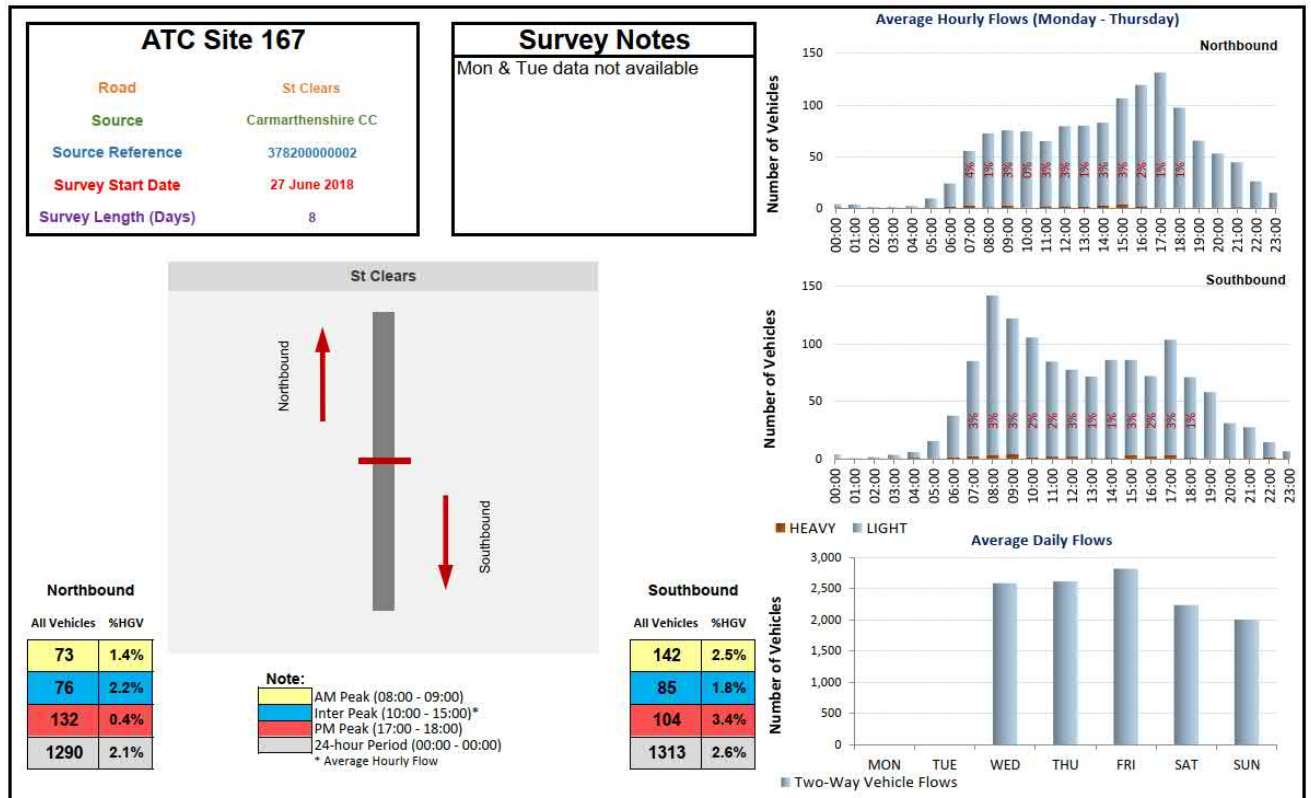 ATC Site 167
Road St Clears
Source Carmarthenshire CC
Source Reference 378200000002
Survey Start Date 27 June 2018
Survey Length (Days) 8
Survey Notes
Mon & Tue data not available
St Clears
Northbound
Southbound
Northbound
All Vehicles %HGV
73 1.4%
76 2.2%
132 0.4%
1290 2.1%
Note:
AM Peak (08:00 - 09:00)
Inter Peak (10:00 - 15:00)*
PM Peak (17:00 - 18:00)
24-hour Period (00:00 - 00:00)
* Average Hourly Flow
Southbound
All Vehicles %HGV
142 2.5%
85 1.8%
104 3.4%
1313 2.6%
Average Hourly Flows (Monday - Thursday)
Northbound
Number of Vehicles
150
100
50
0
4% 1% 3% 0% 3% 3% 1% 3% 3% 2% 1% 1%
00:00 01:00 02:00 03:00 04:00 05:00 06:00 07:00 08:00 09:00 10:00 11:00 12:00 13:00 14:00 15:00 16:00 17:00 18:00 19:00 20:00 21:00 22:00 23:00
Southbound
Number of Vehicles
150
100
50
0
3% 3% 3% 2% 2% 3% 1% 1% 3% 2% 3% 1%
00:00 01:00 02:00 03:00 04:00 05:00 06:00 07:00 08:00 09:00 10:00 11:00 12:00 13:00 14:00 15:00 16:00 17:00 18:00 19:00 20:00 21:00 22:00 23:00
HEAVY LIGHT
Average Daily Flows
Number of Vehicles
3,000
2,500
2,000
1,500
1,000
500
0
MON TUE WED THU FRI SAT SUN
Two-Way Vehicle Flows